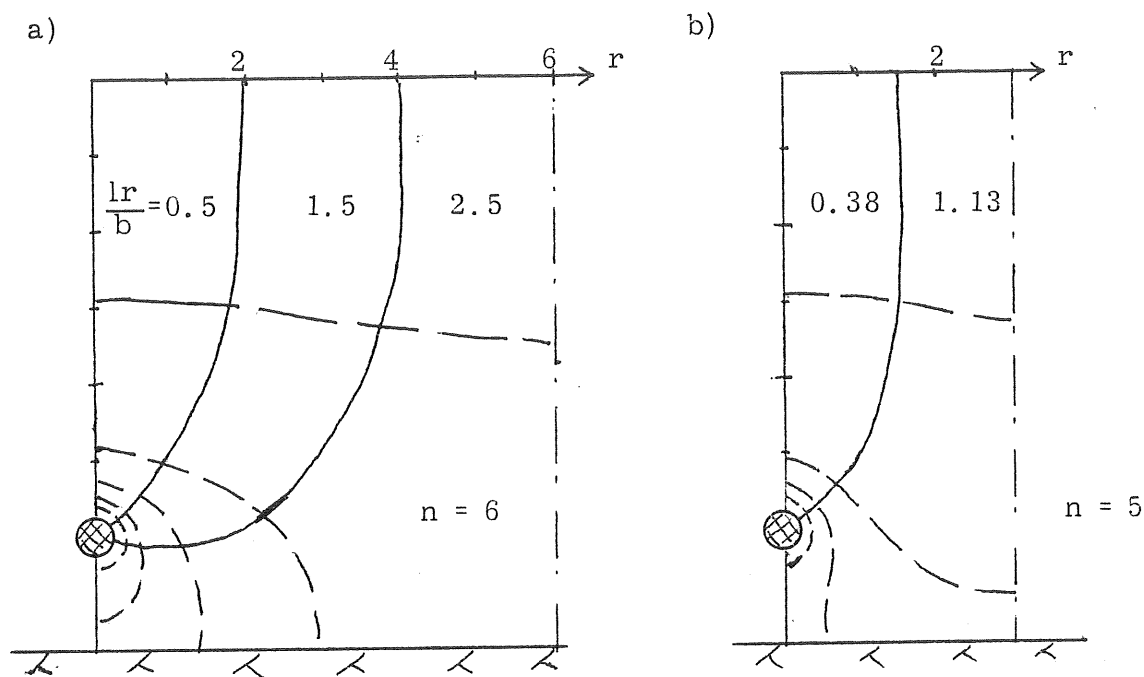 a)
2 4 6 r
lr/b = 0.5 1.5 2.5
n = 6
b)
2 r
0.38 1.13
n = 5